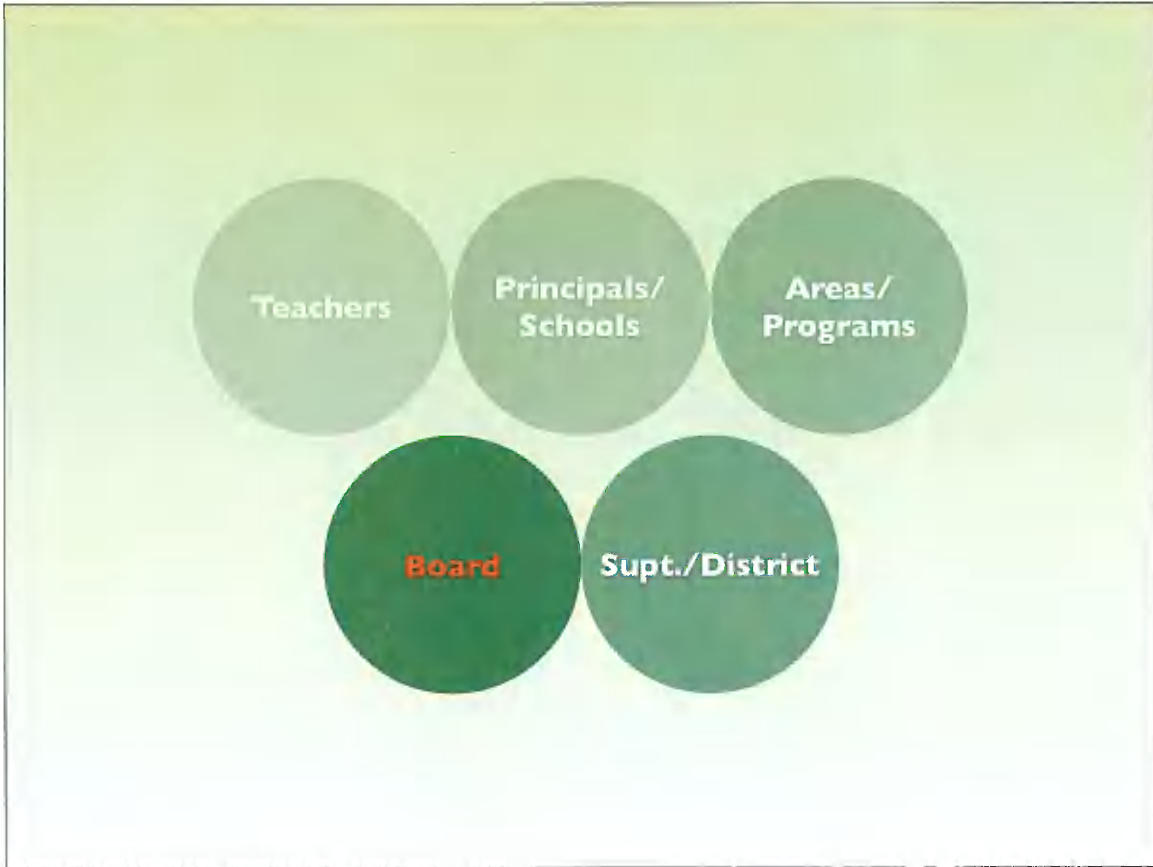 Teachers
Principals/
Schools
Areas/
Programs
Board
Supt./District